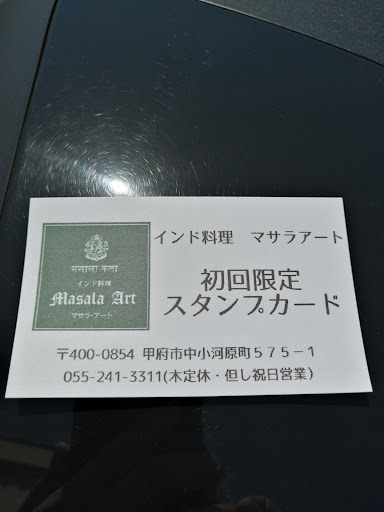 मसाला कला
インド料理
Masala Art
マサラ・アート
インド料理 マサラアート
初回限定
スタンプカード
〒400-0854 甲府市中小河原町575-1
055-241-3311(木定休・但し祝日営業)